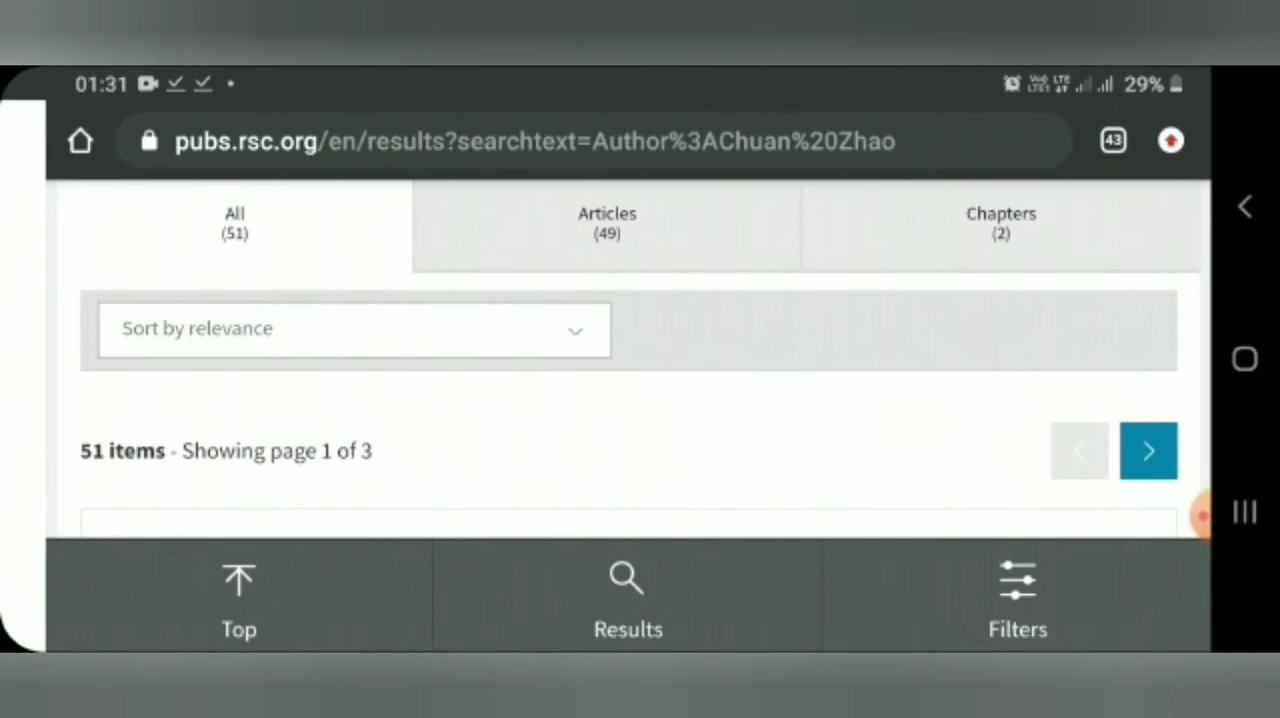 01:31
29%
pubs.rsc.org/en/results?searchtext=Author%3AChuan%20Zhao
43
All
(51)
Articles
(49)
Chapters
(2)
Sort by relevance
51 items - Showing page 1 of 3
Top
Results
Filters